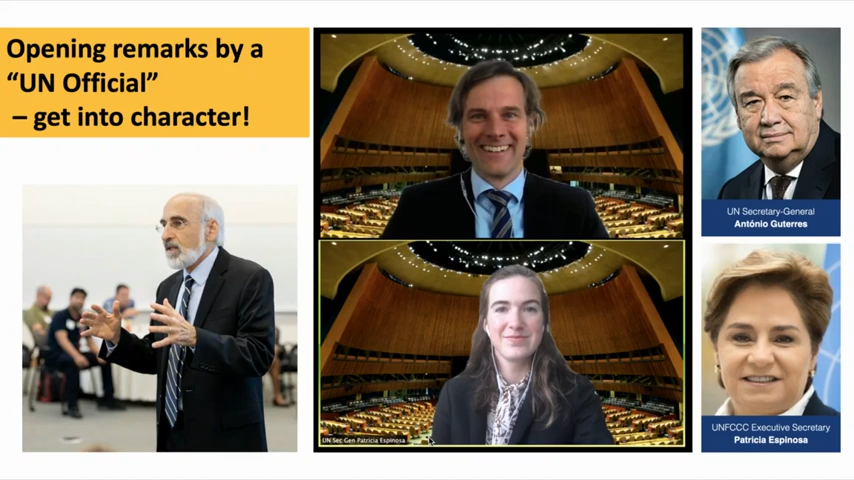 Opening remarks by a
“UN Official”
– get into character!
UN Secretary-General
António Guterres
UN Sec Gen Patricia Espinosa
UNFCCC Executive Secretary
Patricia Espinosa